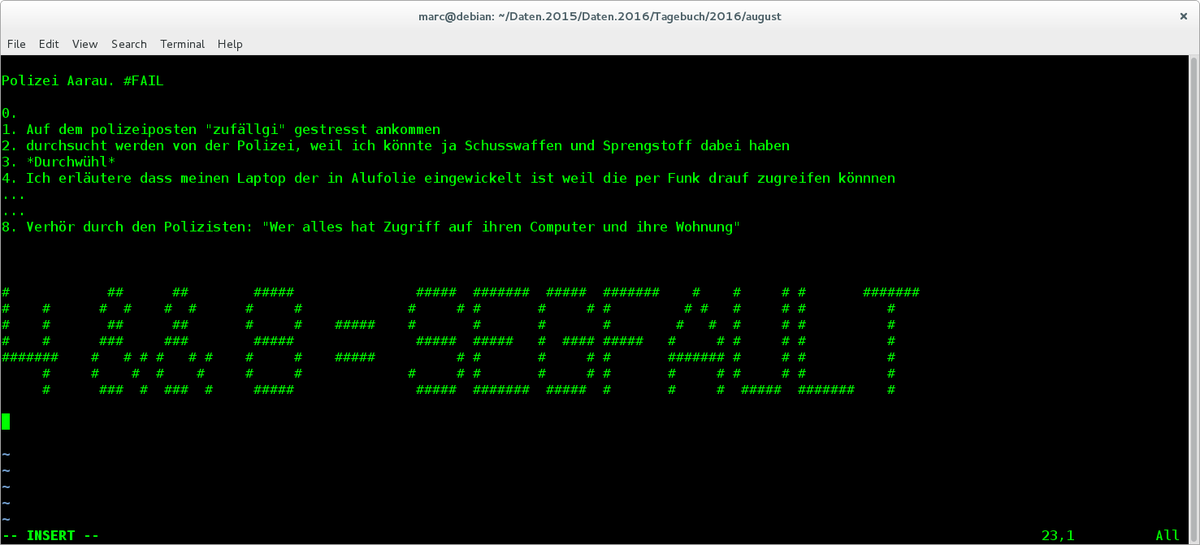 marc@debian: ~/Daten.2015/Daten.2016/Tagebuch/2016/august
File Edit View Search Terminal Help
Polizei Aarau. #FAIL
0.
1. Auf dem polizeiposten "zufällgi" gestresst ankommen
2. durchsucht werden von der Polizei, weil ich könnte ja Schusswaffen und Sprengstoff dabei haben
3. *Durchwühl*
4. Ich erläutere dass meinen Laptop der in Alufolie eingewickelt ist weil die per Funk drauf zugreifen könnnen
...
...
8. Verhör durch den Polizisten: "Wer alles hat Zugriff auf ihren Computer und ihre Wohnung"
4 && 8 = SEGFAULT
~
~
~
~
~
-- INSERT -- 23,1 All